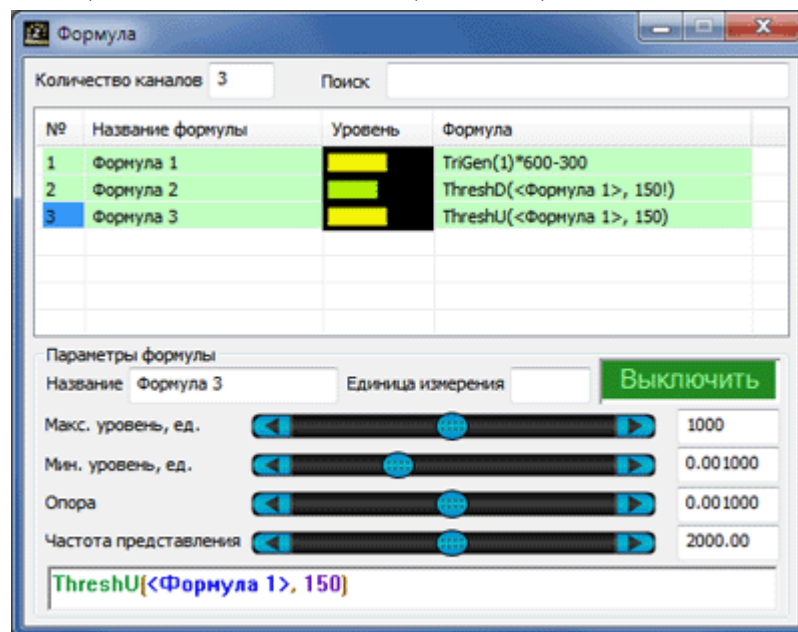 Формула
Количество каналов 3 Поиск
№ Название формулы Уровень Формула
1 Формула 1 TriGen(1)*600-300
2 Формула 2 ThreshD(<Формула 1>, 150!)
3 Формула 3 ThreshU(<Формула 1>, 150)
Параметры формулы
Название Формула 3 Единица измерения Выключить
Макс. уровень, ед. 1000
Мин. уровень, ед. 0.001000
Опора 0.001000
Частота представления 2000.00
ThreshU(<Формула 1>, 150)